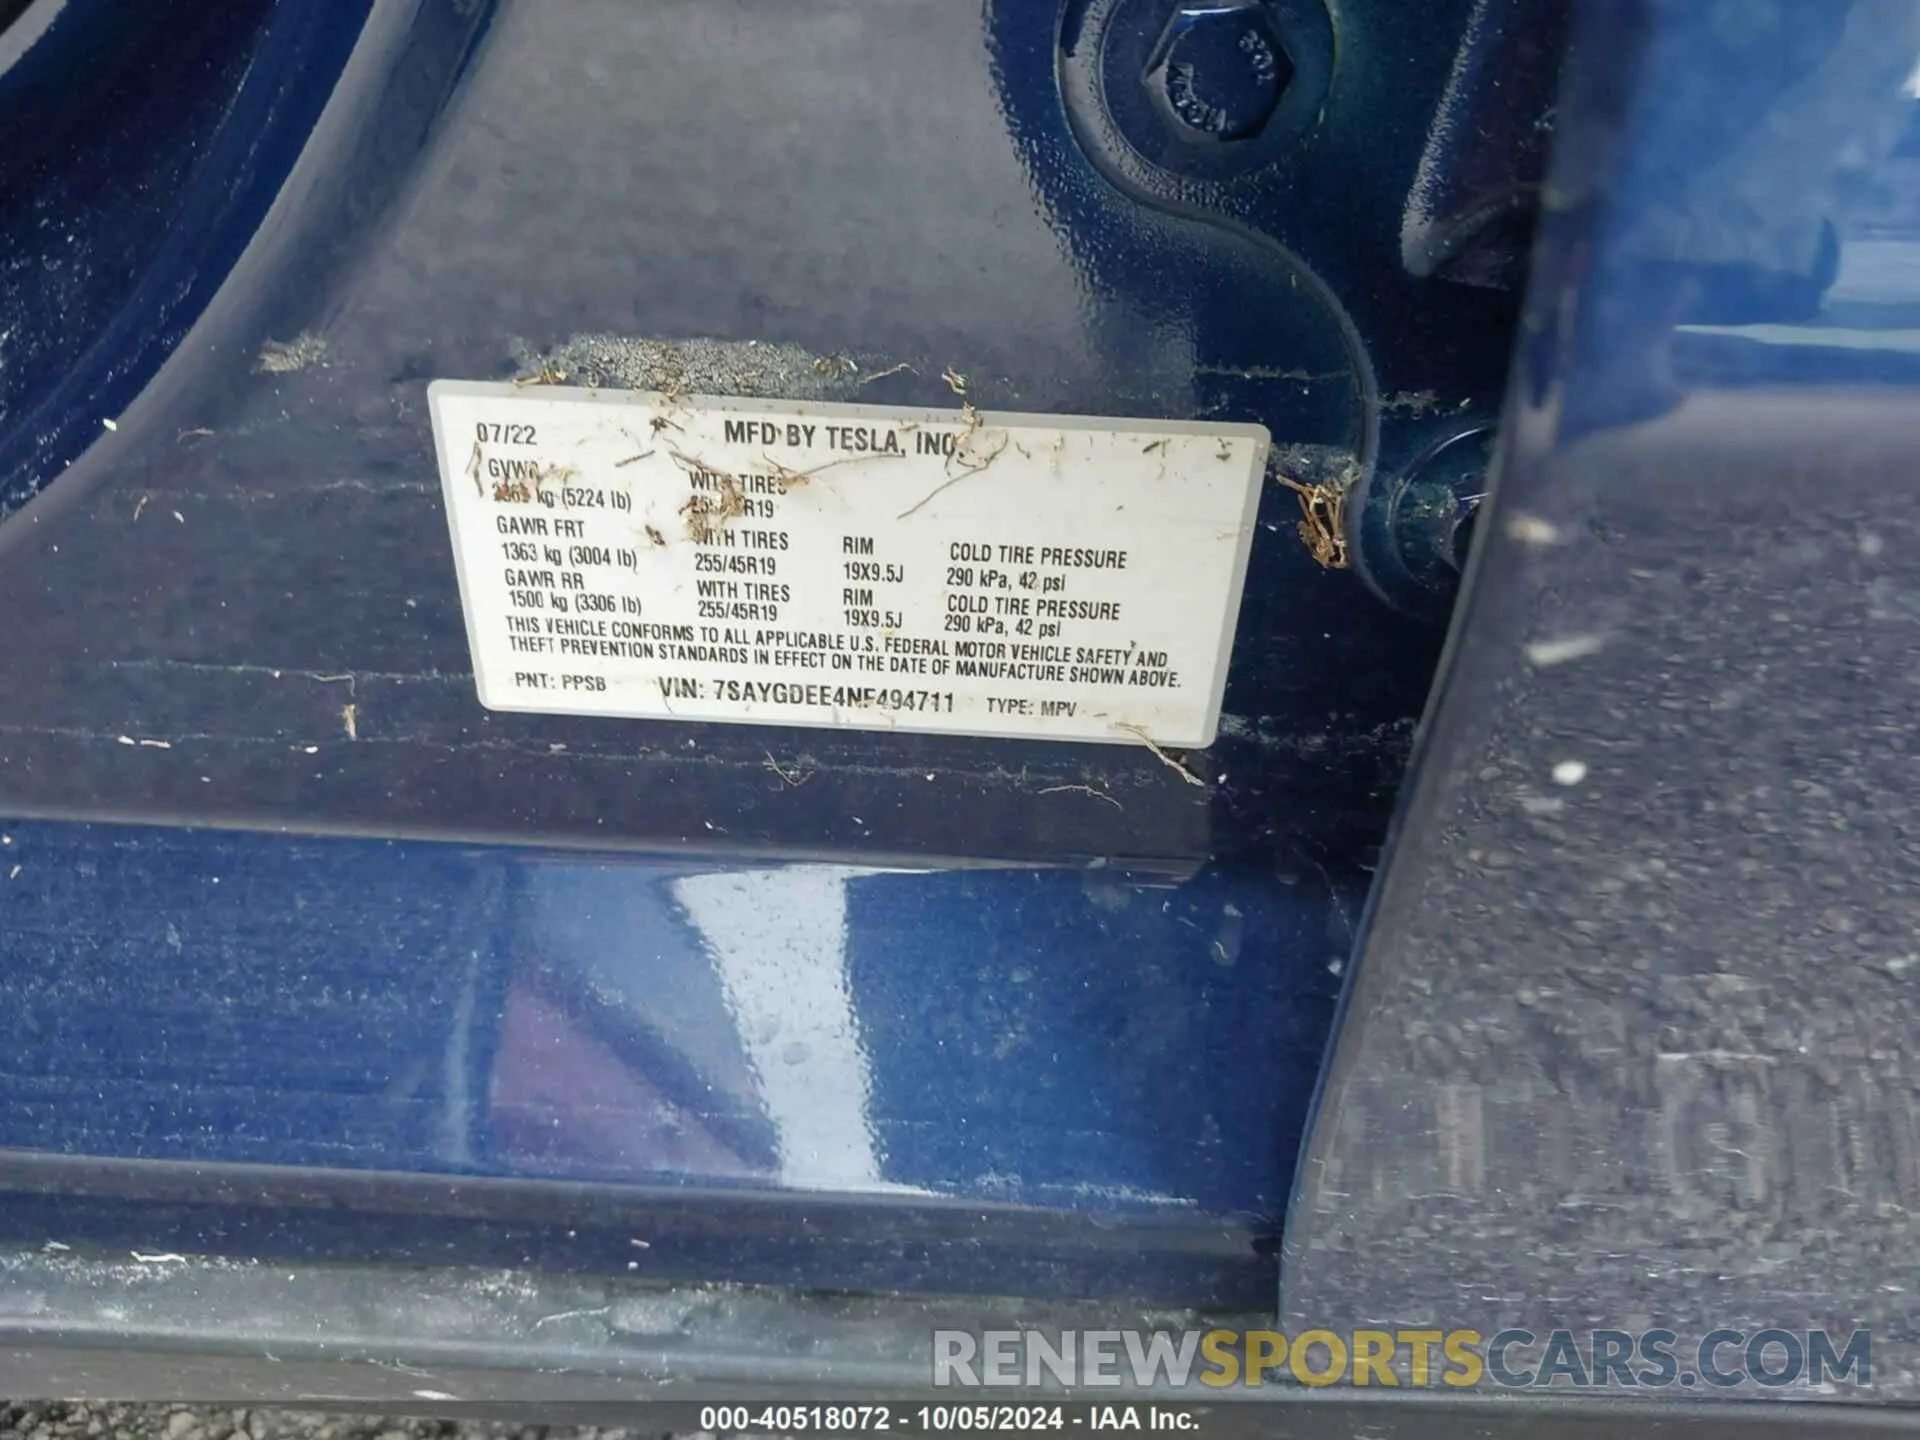 07/22 MFD BY TESLA, INC.
GVWR WITH TIRES
kg (5224 lb) R19
GAWR FRT WITH TIRES RIM COLD TIRE PRESSURE
1363 kg (3004 lb) 255/45R19 19X9.5J 290 kPa, 42 psi
GAWR RR WITH TIRES RIM COLD TIRE PRESSURE
1500 kg (3306 lb) 255/45R19 19X9.5J 290 kPa, 42 psi
THIS VEHICLE CONFORMS TO ALL APPLICABLE U.S. FEDERAL MOTOR VEHICLE SAFETY AND
THEFT PREVENTION STANDARDS IN EFFECT ON THE DATE OF MANUFACTURE SHOWN ABOVE.
PNT: PPSB VIN: 7SAYGDEE4NF494711 TYPE: MPV
RENEWSPORTSCARS.COM
000-40518072 - 10/05/2024 - IAA Inc.